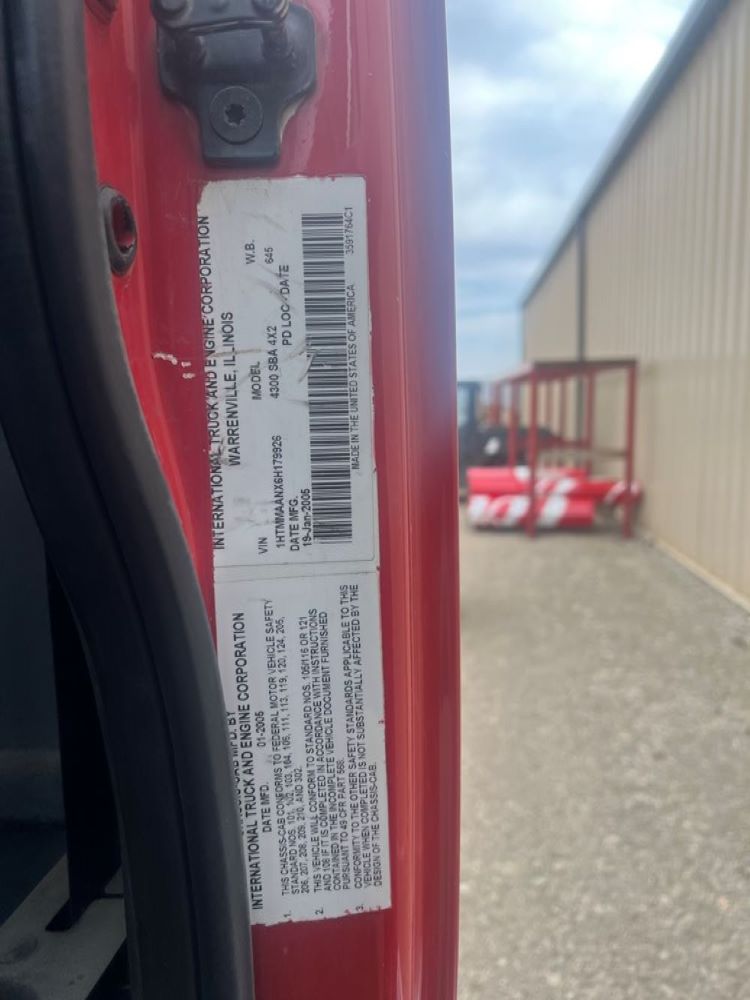 INTERNATIONAL TRUCK AND ENGINE CORPORATION
WARRENVILLE, ILLINOIS
VIN MODEL W.B.
1HTMMAANX6H179926 4300 SBA 4X2 645
DATE MFG. PD LOC / DATE
19-Jan-2005
MADE IN THE UNITED STATES OF AMERICA 3591764C1
MFD. BY
INTERNATIONAL TRUCK AND ENGINE CORPORATION
DATE MFD. 01-2005
1. THIS CHASSIS-CAB CONFORMS TO FEDERAL MOTOR VEHICLE SAFETY
STANDARD NOS. 101, 102, 103, 104, 106, 111, 113, 119, 120, 124, 205,
206, 207, 208, 209, 210, AND 302.
2. THIS VEHICLE WILL CONFORM TO STANDARD NOS. 105/116 OR 121
AND 108 IF IT IS COMPLETED IN ACCORDANCE WITH INSTRUCTIONS
CONTAINED IN THE INCOMPLETE VEHICLE DOCUMENT FURNISHED
PURSUANT TO 49 CFR PART 568.
3. CONFORMITY TO THE OTHER SAFETY STANDARDS APPLICABLE TO THIS
VEHICLE WHEN COMPLETED IS NOT SUBSTANTIALLY AFFECTED BY THE
DESIGN OF THE CHASSIS-CAB.